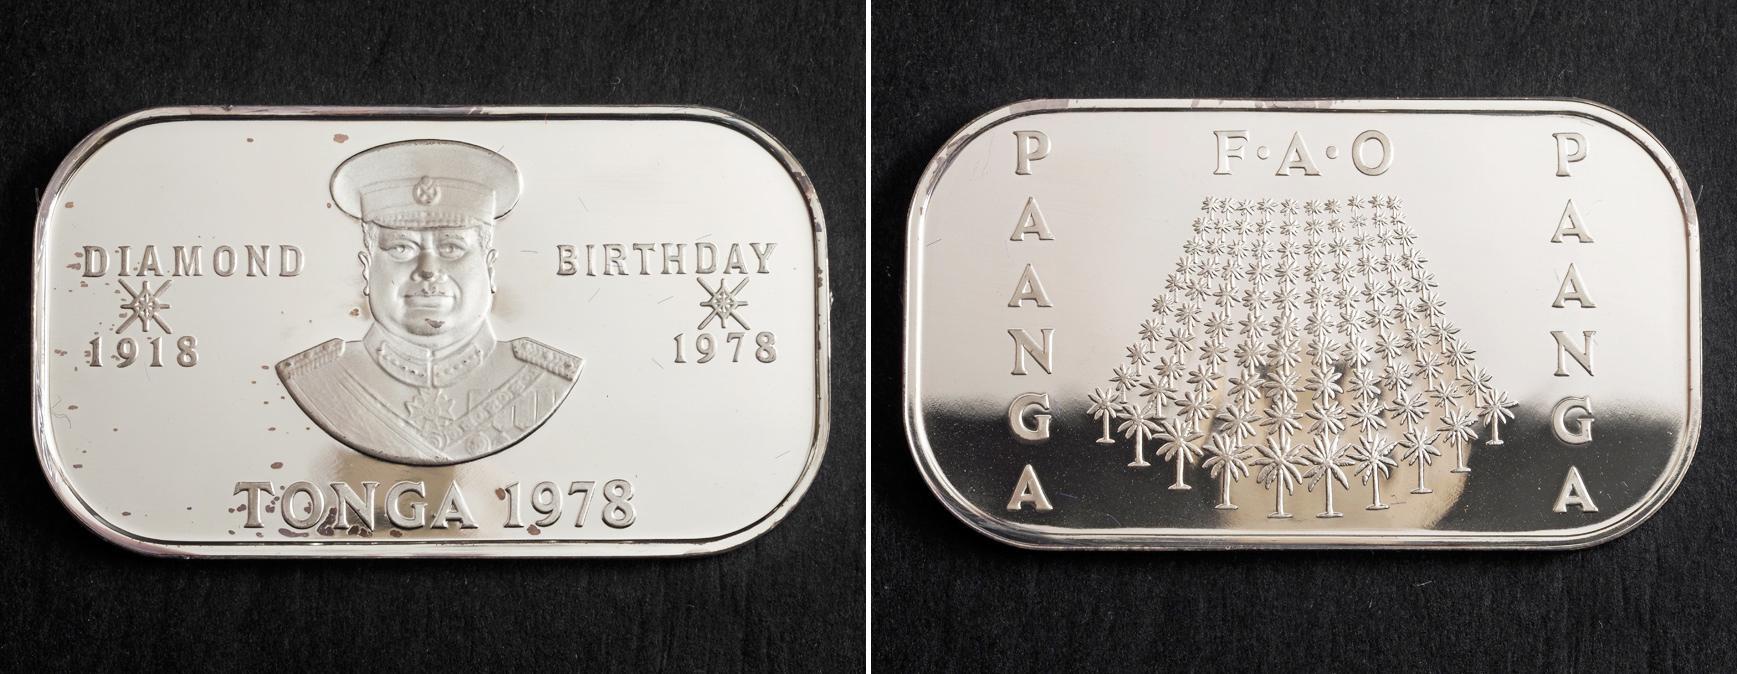 DIAMOND BIRTHDAY
1918 1978
TONGA 1978
F·A·O
PAANGA
PAANGA